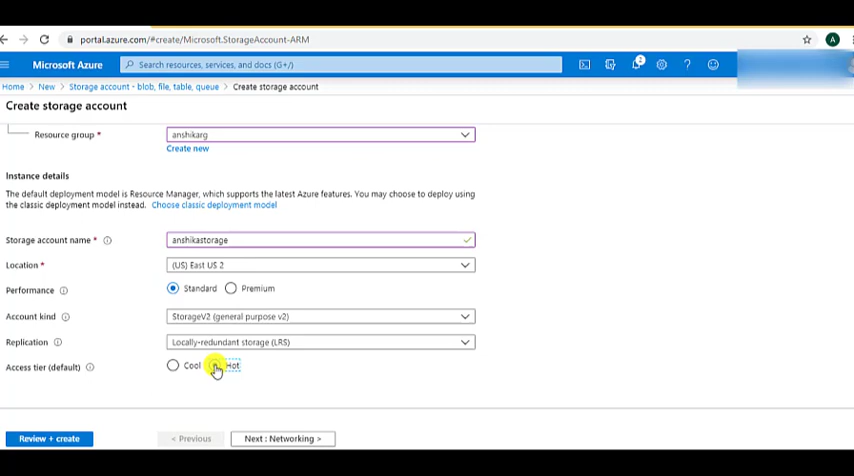 portal.azure.com/#create/Microsoft.StorageAccount-ARM
A
Microsoft Azure
Search resources, services, and docs (G+/)
Home > New > Storage account - blob, file, table, queue > Create storage account
Create storage account
Resource group * anshikarg
Create new
Instance details
The default deployment model is Resource Manager, which supports the latest Azure features. You may choose to deploy using
the classic deployment model instead. Choose classic deployment model
Storage account name * anshikastorage
Location * (US) East US 2
Performance Standard Premium
Account kind StorageV2 (general purpose v2)
Replication Locally-redundant storage (LRS)
Access tier (default) Cool Hot
Review + create < Previous Next : Networking >